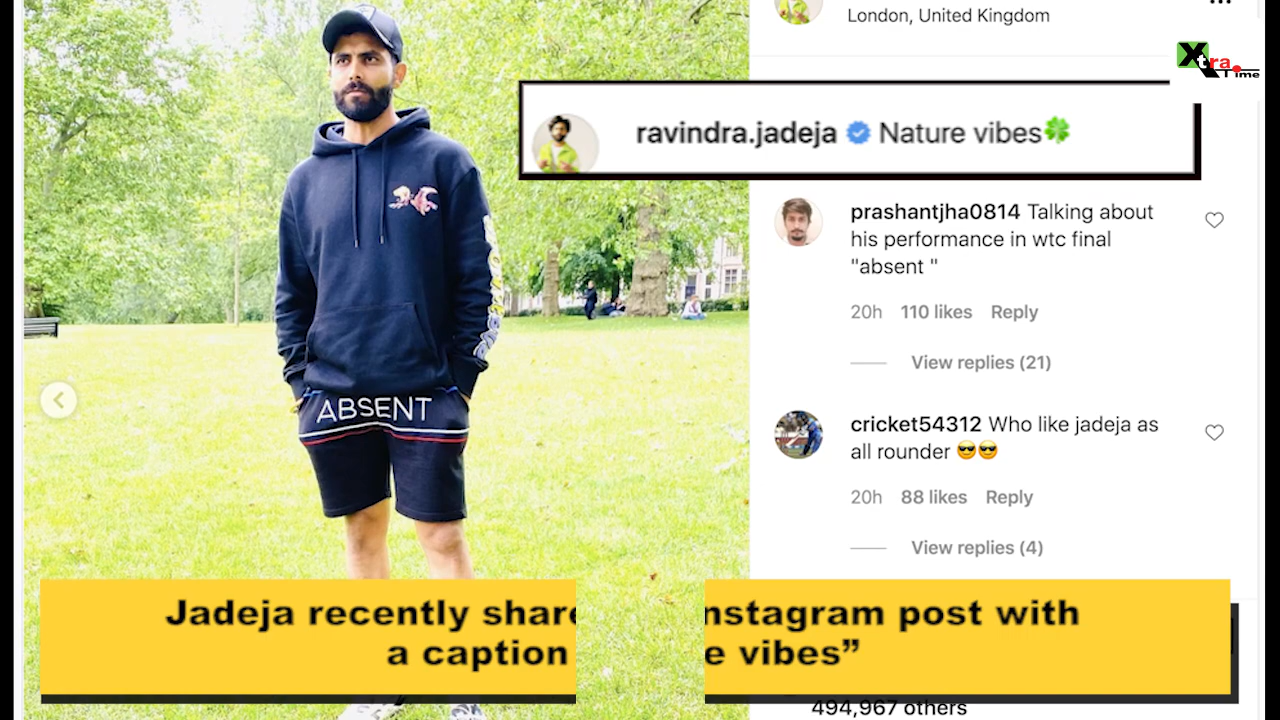 London, United Kingdom
Xtra
Time
ravindra.jadeja Nature vibes🍀
prashantjha0814 Talking about
his performance in wtc final
"absent "
20h 110 likes Reply
View replies (21)
ABSENT
cricket54312 Who like jadeja as
all rounder 😎😎
20h 88 likes Reply
View replies (4)
Jadeja recently post with
a caption vibes”
494,967 others